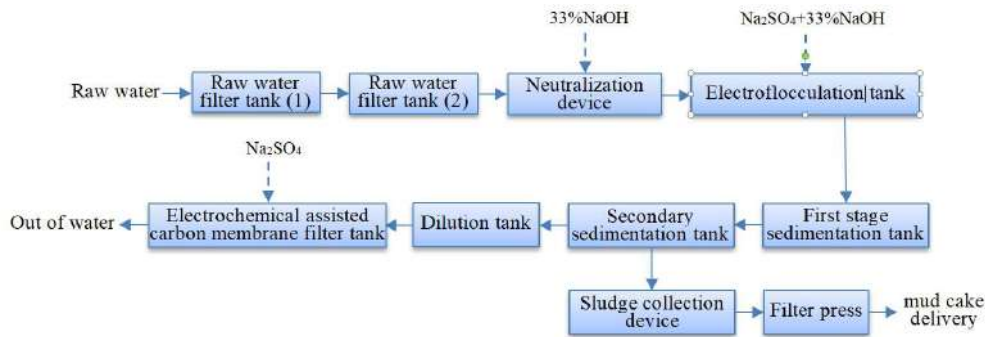 33%NaOH
Na₂SO₄+33%NaOH
Raw water
Raw water
filter tank (1)
Raw water
filter tank (2)
Neutralization
device
Electroflocculation tank
Na₂SO₄
Out of water
Electrochemical assisted
carbon membrane filter tank
Dilution tank
Secondary
sedimentation tank
First stage
sedimentation tank
Sludge collection
device
Filter press
mud cake
delivery